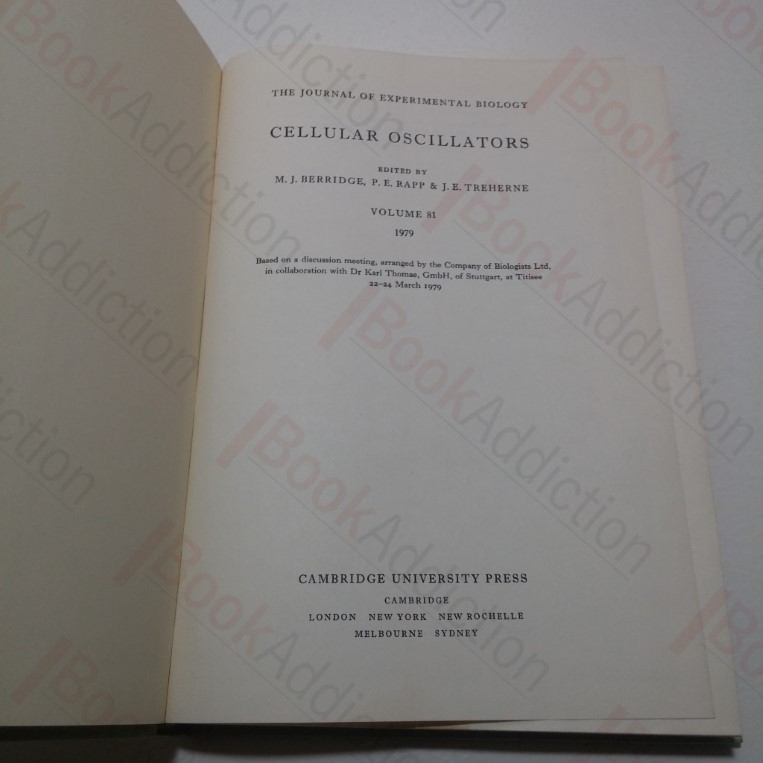 THE JOURNAL OF EXPERIMENTAL BIOLOGY
CELLULAR OSCILLATORS
EDITED BY
M. J. BERRIDGE, P. E. RAPP & J. E. TREHERNE
VOLUME 81
1979
Based on a discussion meeting, arranged by the Company of Biologists Ltd,
in collaboration with Dr Karl Thomae, GmbH, of Stuttgart, at Titisee
22–24 March 1979
CAMBRIDGE UNIVERSITY PRESS
CAMBRIDGE
LONDON NEW YORK NEW ROCHELLE
MELBOURNE SYDNEY
BookAddiction